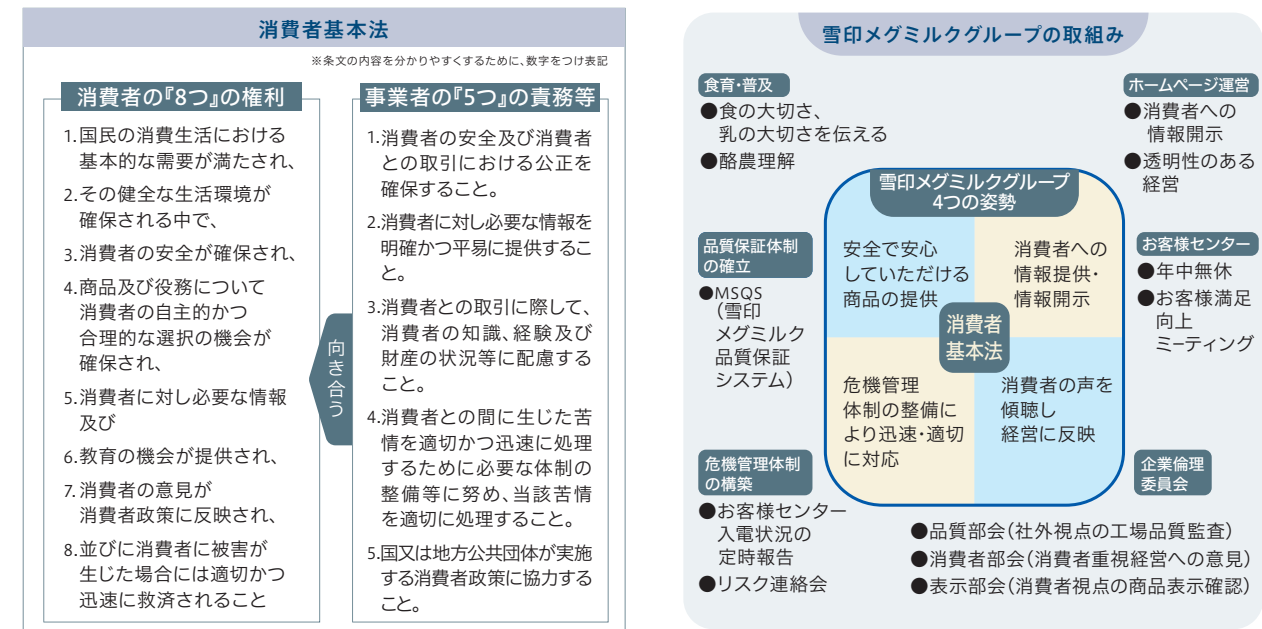 消費者基本法
※条文の内容を分かりやすくするために、数字をつけ表記
消費者の『8つ』の権利
1.国民の消費生活における
基本的な需要が満たされ、
2.その健全な生活環境が
確保される中で、
3.消費者の安全が確保され、
4.商品及び役務について
消費者の自主的かつ
合理的な選択の機会が
確保され、
5.消費者に対し必要な情報
及び
6.教育の機会が提供され、
7.消費者の意見が
消費者政策に反映され、
8.並びに消費者に被害が
生じた場合には適切かつ
迅速に救済されること
向き合う
事業者の『5つ』の責務等
1.消費者の安全及び消費者
との取引における公正を
確保すること。
2.消費者に対し必要な情報を
明確かつ平易に提供するこ
と。
3.消費者との取引に際して、
消費者の知識、経験及び
財産の状況等に配慮する
こと。
4.消費者との間に生じた苦
情を適切かつ迅速に処理
するために必要な体制の
整備等に努め、当該苦情
を適切に処理すること。
5.国又は地方公共団体が実施
する消費者政策に協力する
こと。
雪印メグミルクグループの取組み
食育・普及
●食の大切さ、
乳の大切さを伝える
●酪農理解
ホームページ運営
●消費者への
情報開示
●透明性のある
経営
雪印メグミルクグループ
4つの姿勢
安全で安心
していただける
商品の提供
消費者への
情報提供・
情報開示
消費者
基本法
危機管理
体制の整備に
より迅速・適切
に対応
消費者の声を
傾聴し
経営に反映
品質保証体制
の確立
●MSQS
(雪印
メグミルク
品質保証
システム)
お客様センター
●年中無休
●お客様満足
向上
ミーティング
危機管理体制
の構築
●お客様センター
入電状況の
定時報告
●リスク連絡会
企業倫理
委員会
●品質部会(社外視点の工場品質監査)
●消費者部会(消費者重視経営への意見)
●表示部会(消費者視点の商品表示確認)